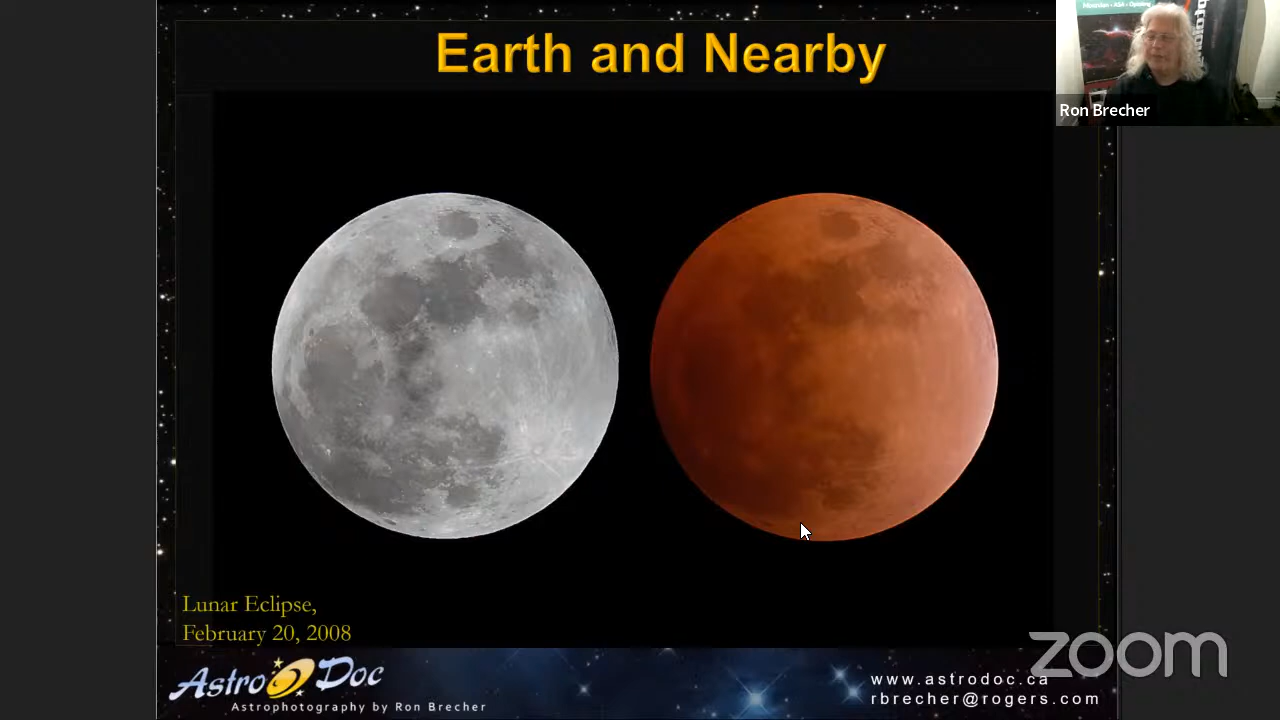 Earth and Nearby
Ron Brecher
Lunar Eclipse,
February 20, 2008
Astro Doc
Astrophotography by Ron Brecher
www.astrodoc.ca
rbrecher@rogers.com
zoom